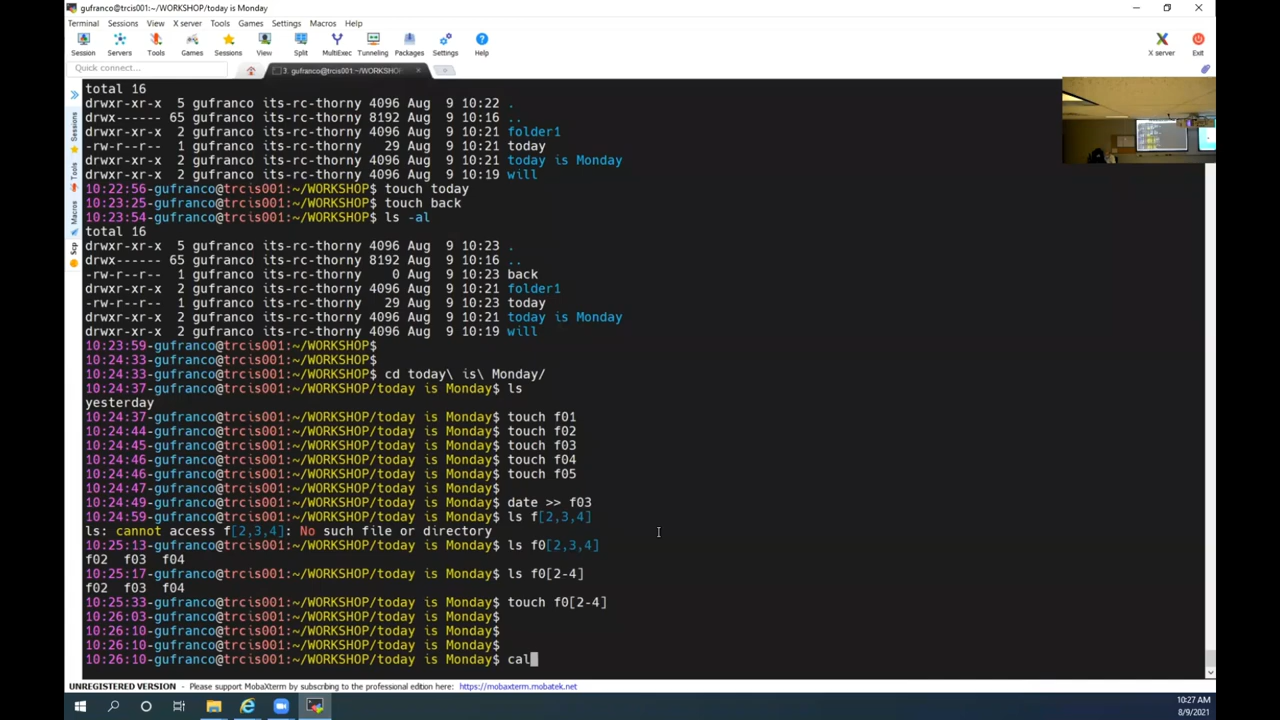 gufranco@trcis001:~/WORKSHOP/today is Monday
Terminal Sessions View X server Tools Games Settings Macros Help
Session Servers Tools Games Sessions View Split MultiExec Tunneling Packages Settings Help X server Exit
Quick connect...
3. gufranco@trcis001:~/WORKSHOP
Sessions
Tools
Macros
Scp
total 16
drwxr-xr-x 5 gufranco its-rc-thorny 4096 Aug 9 10:22 .
drwx------ 65 gufranco its-rc-thorny 8192 Aug 9 10:16 ..
drwxr-xr-x 2 gufranco its-rc-thorny 4096 Aug 9 10:21 folder1
-rw-r--r-- 1 gufranco its-rc-thorny 29 Aug 9 10:21 today
drwxr-xr-x 2 gufranco its-rc-thorny 4096 Aug 9 10:21 today is Monday
drwxr-xr-x 2 gufranco its-rc-thorny 4096 Aug 9 10:19 will
10:22:56-gufranco@trcis001:~/WORKSHOP$ touch today
10:23:25-gufranco@trcis001:~/WORKSHOP$ touch back
10:23:54-gufranco@trcis001:~/WORKSHOP$ ls -al
total 16
drwxr-xr-x 5 gufranco its-rc-thorny 4096 Aug 9 10:23 .
drwx------ 65 gufranco its-rc-thorny 8192 Aug 9 10:16 ..
-rw-r--r-- 1 gufranco its-rc-thorny 0 Aug 9 10:23 back
drwxr-xr-x 2 gufranco its-rc-thorny 4096 Aug 9 10:21 folder1
-rw-r--r-- 1 gufranco its-rc-thorny 29 Aug 9 10:23 today
drwxr-xr-x 2 gufranco its-rc-thorny 4096 Aug 9 10:21 today is Monday
drwxr-xr-x 2 gufranco its-rc-thorny 4096 Aug 9 10:19 will
10:23:59-gufranco@trcis001:~/WORKSHOP$
10:24:33-gufranco@trcis001:~/WORKSHOP$
10:24:33-gufranco@trcis001:~/WORKSHOP$ cd today\ is\ Monday/
10:24:37-gufranco@trcis001:~/WORKSHOP/today is Monday$ ls
yesterday
10:24:37-gufranco@trcis001:~/WORKSHOP/today is Monday$ touch f01
10:24:44-gufranco@trcis001:~/WORKSHOP/today is Monday$ touch f02
10:24:45-gufranco@trcis001:~/WORKSHOP/today is Monday$ touch f03
10:24:46-gufranco@trcis001:~/WORKSHOP/today is Monday$ touch f04
10:24:46-gufranco@trcis001:~/WORKSHOP/today is Monday$ touch f05
10:24:47-gufranco@trcis001:~/WORKSHOP/today is Monday$
10:24:49-gufranco@trcis001:~/WORKSHOP/today is Monday$ date >> f03
10:24:59-gufranco@trcis001:~/WORKSHOP/today is Monday$ ls f[2,3,4]
ls: cannot access f[2,3,4]: No such file or directory
10:25:13-gufranco@trcis001:~/WORKSHOP/today is Monday$ ls f0[2,3,4]
f02 f03 f04
10:25:17-gufranco@trcis001:~/WORKSHOP/today is Monday$ ls f0[2-4]
f02 f03 f04
10:25:33-gufranco@trcis001:~/WORKSHOP/today is Monday$ touch f0[2-4]
10:26:03-gufranco@trcis001:~/WORKSHOP/today is Monday$
10:26:10-gufranco@trcis001:~/WORKSHOP/today is Monday$
10:26:10-gufranco@trcis001:~/WORKSHOP/today is Monday$
10:26:10-gufranco@trcis001:~/WORKSHOP/today is Monday$ cal
UNREGISTERED VERSION - Please support MobaXterm by subscribing to the professional edition here: https://mobaxterm.mobatek.net
10:27 AM
8/9/2021